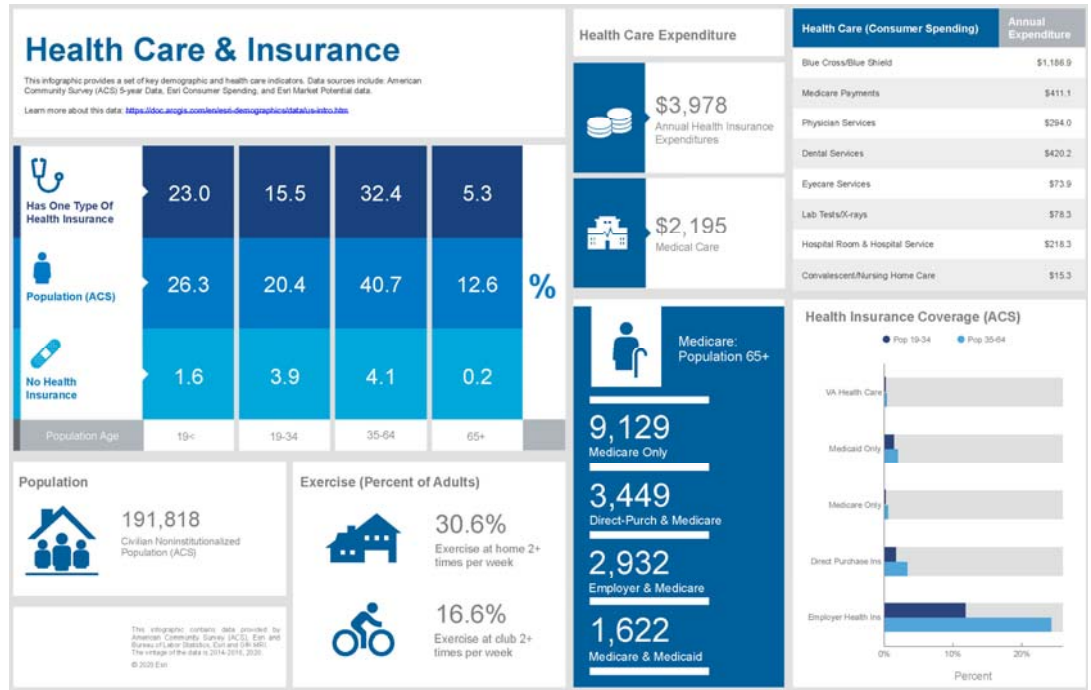 Health Care & Insurance
This infographic provides a set of key demographic and health care indicators. Data sources include: American
Community Survey (ACS) 5-year Data, Esri Consumer Spending, and Esri Market Potential data.
Learn more about this data: https://doc.arcgis.com/en/esri-demographics/data/us-intro.htm
Has One Type Of
Health Insurance
23.0 15.5 32.4 5.3
Population (ACS)
26.3 20.4 40.7 12.6
%
No Health
Insurance
1.6 3.9 4.1 0.2
Population Age 19< 19-34 35-64 65+
Population
191,818
Civilian Noninstitutionalized
Population (ACS)
This infographic contains data provided by
American Community Survey (ACS), Esri and
Bureau of Labor Statistics, Esri and GfK MRI.
The vintage of the data is 2014-2018, 2020.
© 2020 Esri
Exercise (Percent of Adults)
30.6%
Exercise at home 2+
times per week
16.6%
Exercise at club 2+
times per week
Health Care Expenditure
$3,978
Annual Health Insurance
Expenditures
$2,195
Medical Care
Medicare:
Population 65+
9,129
Medicare Only
3,449
Direct-Purch & Medicare
2,932
Employer & Medicare
1,622
Medicare & Medicaid
Health Care (Consumer Spending) Annual Expenditure
Blue Cross/Blue Shield $1,186.9
Medicare Payments $411.1
Physician Services $294.0
Dental Services $420.2
Eyecare Services $73.9
Lab Tests/X-rays $78.3
Hospital Room & Hospital Service $218.3
Convalescent/Nursing Home Care $15.3
Health Insurance Coverage (ACS)
Pop 19-34 Pop 35-64
VA Health Care
Medicaid Only
Medicare Only
Direct Purchase Ins
Employer Health Ins
0% 10% 20%
Percent